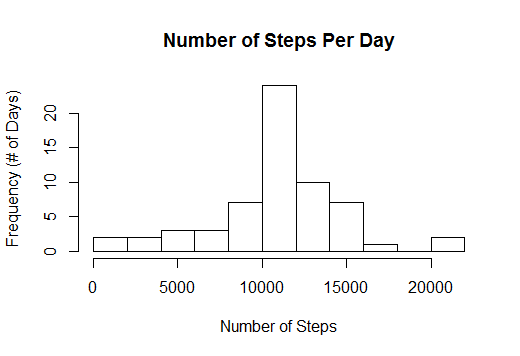 Number of Steps Per Day
Frequency (# of Days)
20
15
10
5
0
0 5000 10000 15000 20000
Number of Steps